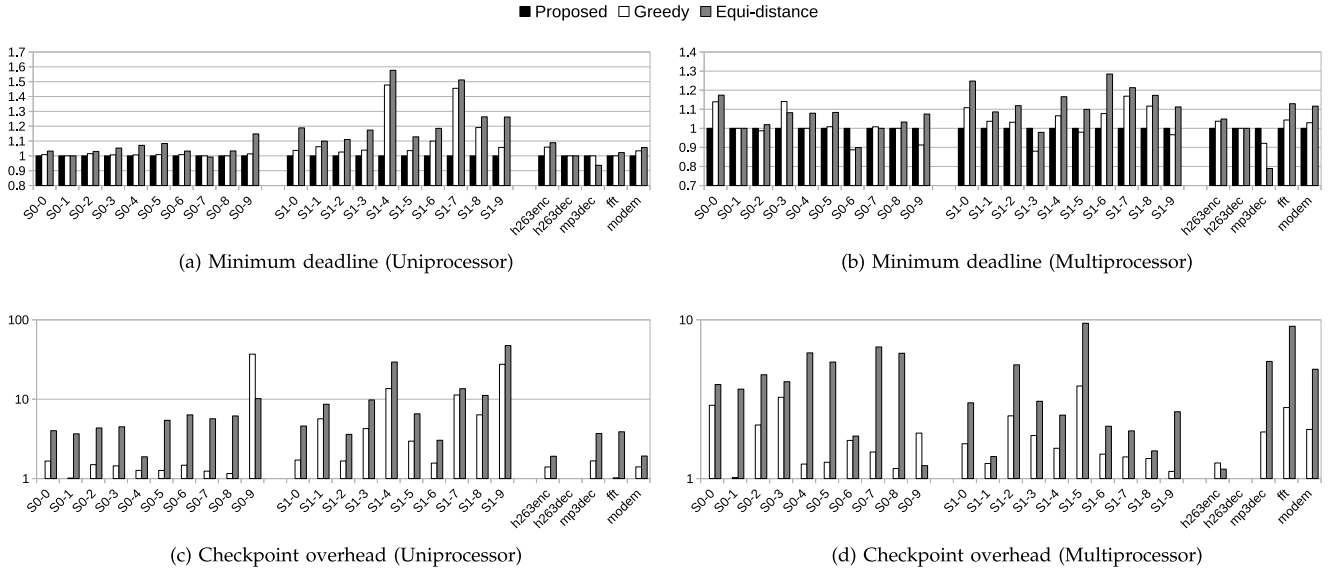 Proposed Greedy Equi-distance
1.7
1.6
1.5
1.4
1.3
1.2
1.1
1
0.9
0.8
S0-0 S0-1 S0-2 S0-3 S0-4 S0-5 S0-6 S0-7 S0-8 S0-9 S1-0 S1-1 S1-2 S1-3 S1-4 S1-5 S1-6 S1-7 S1-8 S1-9 h263enc h263dec mp3dec fft modem
(a) Minimum deadline (Uniprocessor)
1.4
1.3
1.2
1.1
1
0.9
0.8
0.7
S0-0 S0-1 S0-2 S0-3 S0-4 S0-5 S0-6 S0-7 S0-8 S0-9 S1-0 S1-1 S1-2 S1-3 S1-4 S1-5 S1-6 S1-7 S1-8 S1-9 h263enc h263dec mp3dec fft modem
(b) Minimum deadline (Multiprocessor)
100
10
1
S0-0 S0-1 S0-2 S0-3 S0-4 S0-5 S0-6 S0-7 S0-8 S0-9 S1-0 S1-1 S1-2 S1-3 S1-4 S1-5 S1-6 S1-7 S1-8 S1-9 h263enc h263dec mp3dec fft modem
(c) Checkpoint overhead (Uniprocessor)
10
1
S0-0 S0-1 S0-2 S0-3 S0-4 S0-5 S0-6 S0-7 S0-8 S0-9 S1-0 S1-1 S1-2 S1-3 S1-4 S1-5 S1-6 S1-7 S1-8 S1-9 h263enc h263dec mp3dec fft modem
(d) Checkpoint overhead (Multiprocessor)